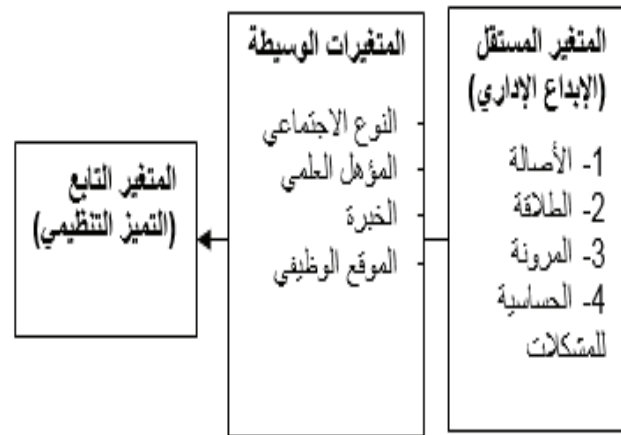 المتغير المستقل
(الإبداع الإداري)
1- الأصالة
2- الطلاقة
3- المرونة
4- الحساسية
للمشكلات
المتغيرات الوسيطة
النوع الاجتماعي
المؤهل العلمي
الخبرة
الموقع الوظيفي
المتغير التابع
(التميز التنظيمي)